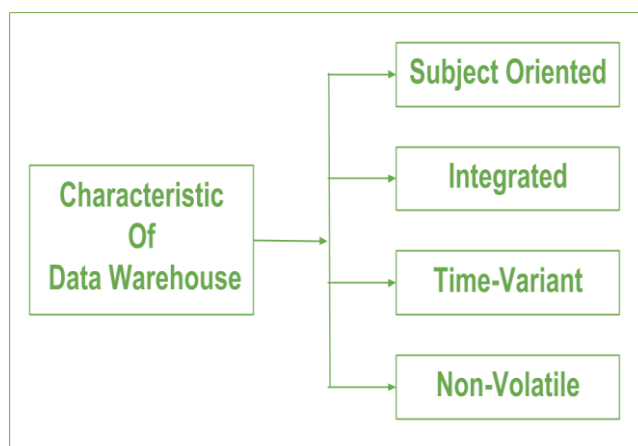 Characteristic
Of
Data Warehouse
Subject Oriented
Integrated
Time-Variant
Non-Volatile